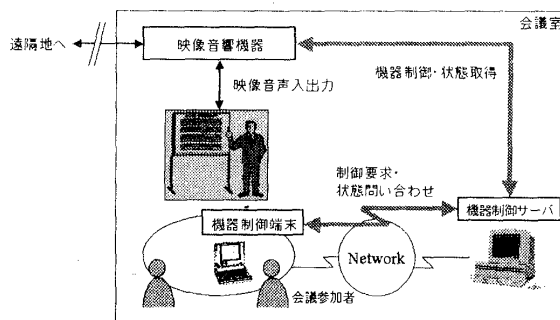 会議室
遠隔地へ
映像音響機器
機器制御・状態取得
映像音声入出力
制御要求・
状態問い合わせ
機器制御端末
機器制御サーバ
Network
会議参加者